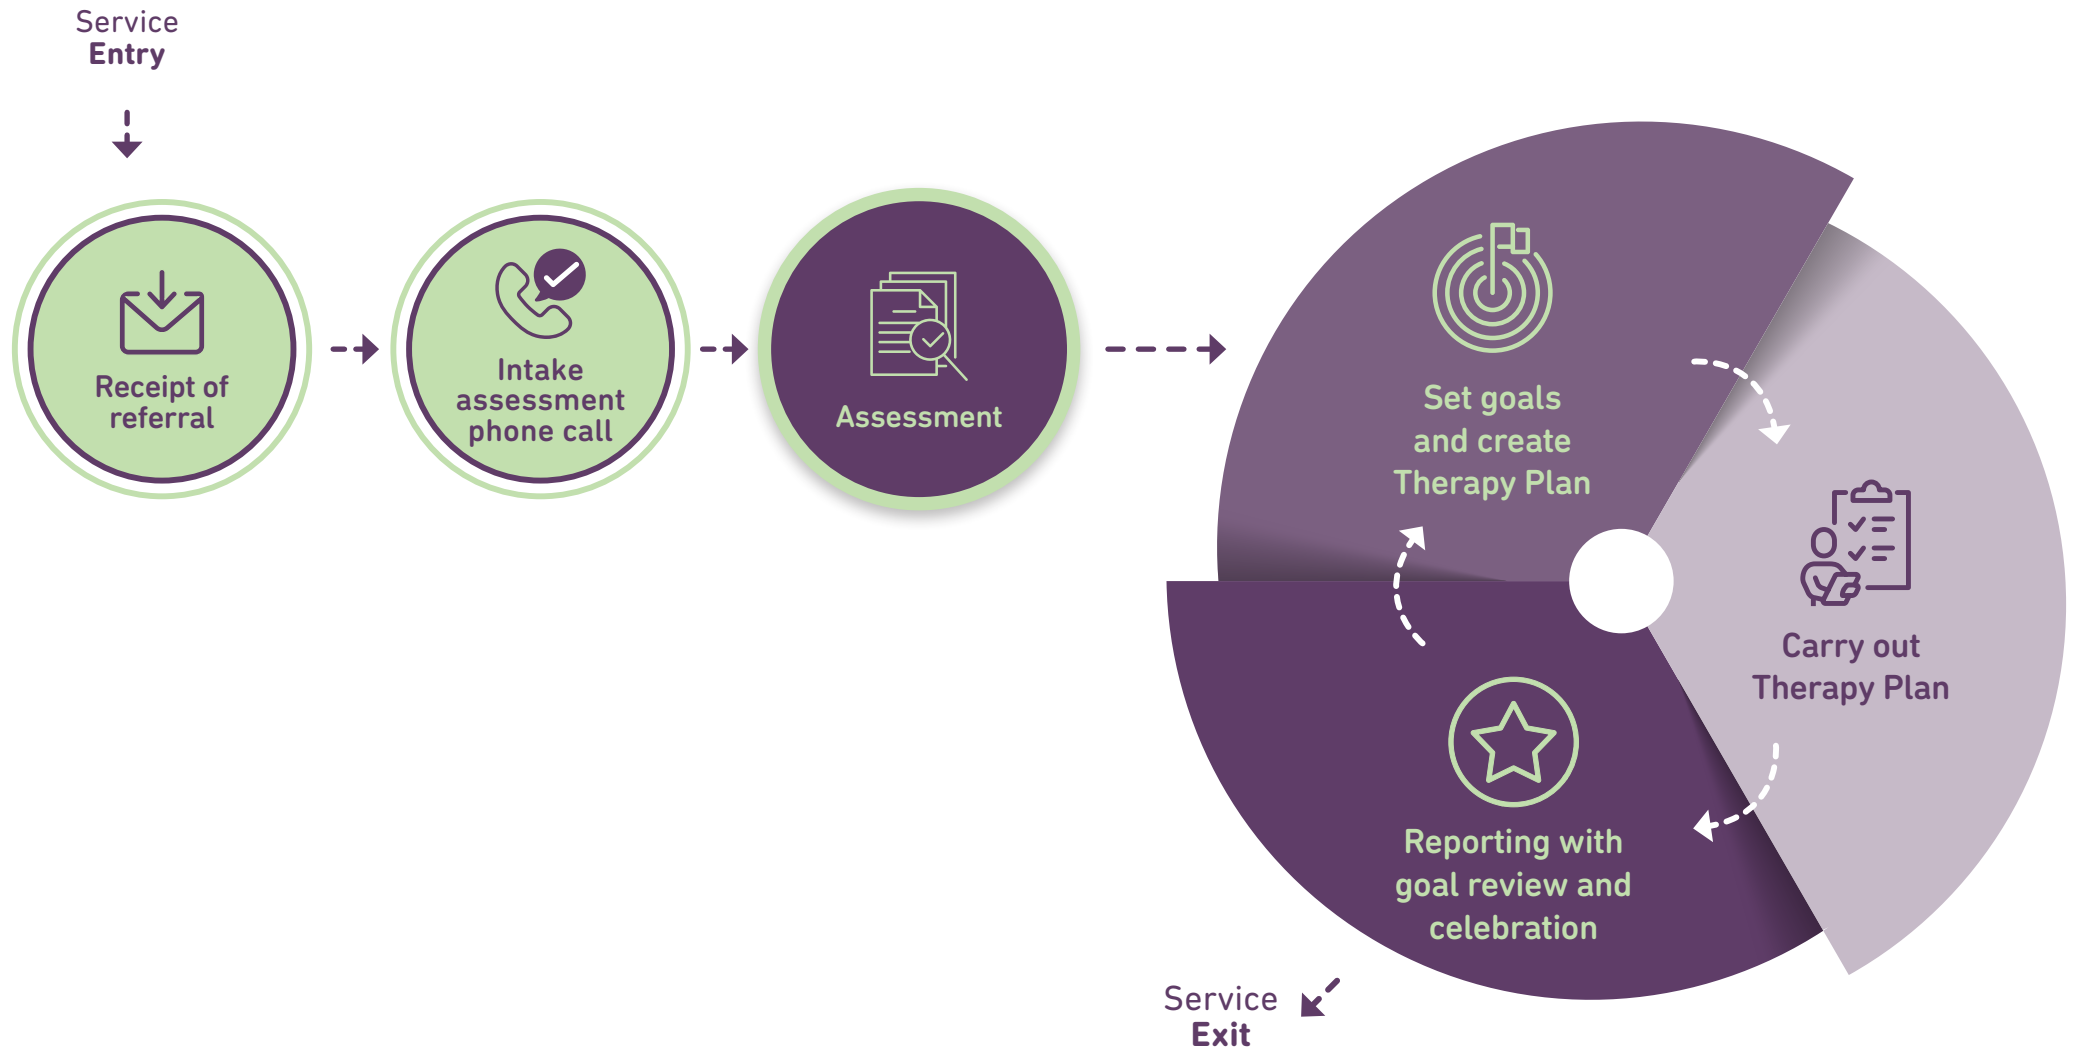 Service
Entry
Receipt of
referral
Intake
assessment
phone call
Assessment
Set goals
and create
Therapy Plan
Carry out
Therapy Plan
Reporting with
goal review and
celebration
Service
Exit